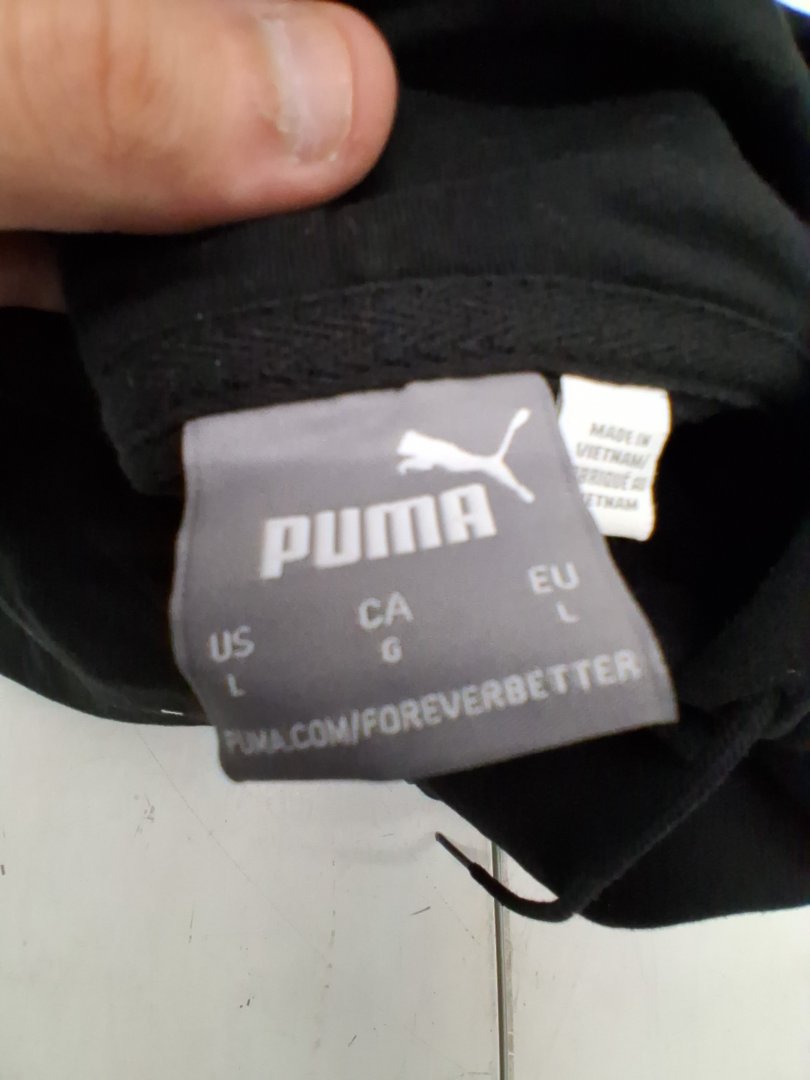 PUMA
US CA EU
L G L
PUMA.COM/FOREVERBETTER
MADE IN
VIETNAM/